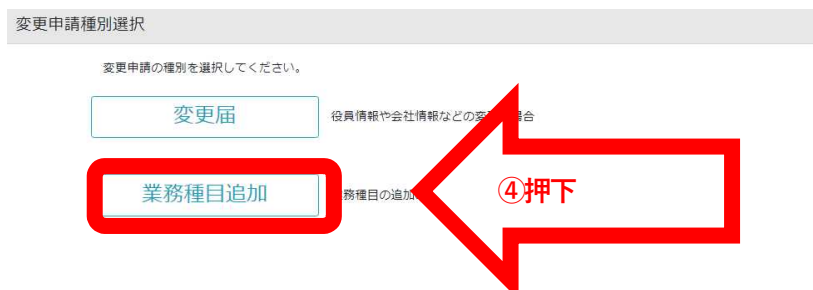 変更申請種別選択
変更申請の種別を選択してください。
変更届
役員情報や会社情報などの変
業務種目追加
務種目の追加
④押下